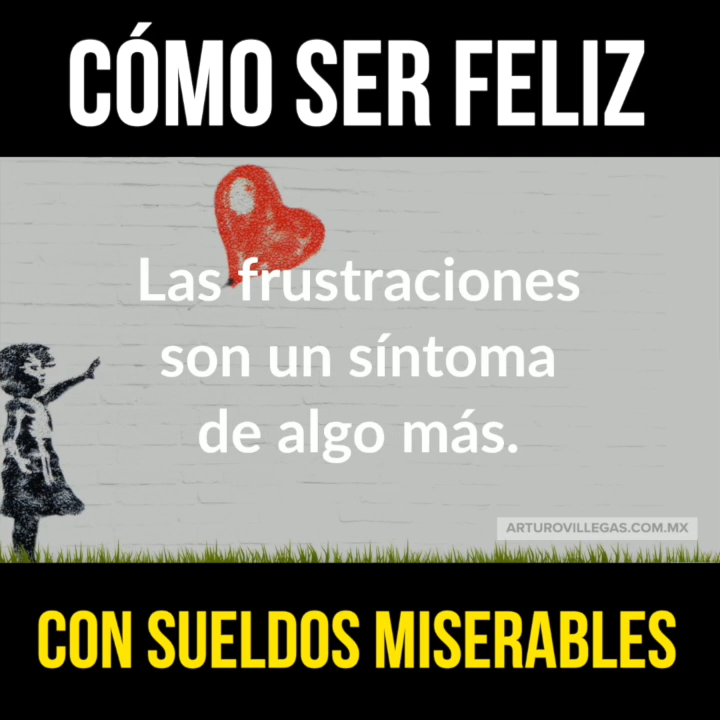 CÓMO SER FELIZ
Las frustraciones
son un síntoma
de algo más.
ARTUROVILLEGAS.COM.MX
CON SUELDOS MISERABLES